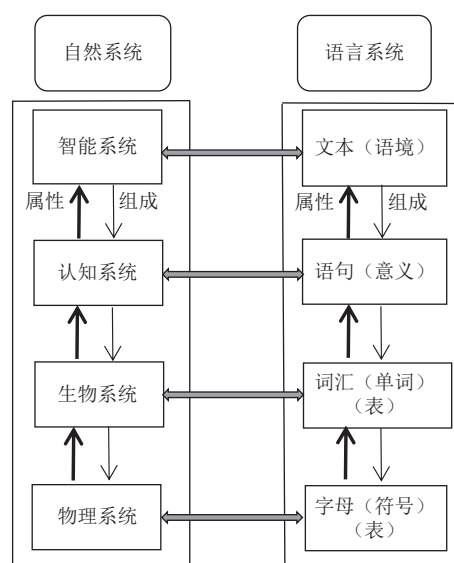 自然系统
语言系统
智能系统
文本（语境）
属性
组成
属性
组成
认知系统
语句（意义）
生物系统
词汇（单词）
（表）
物理系统
字母（符号）
（表）